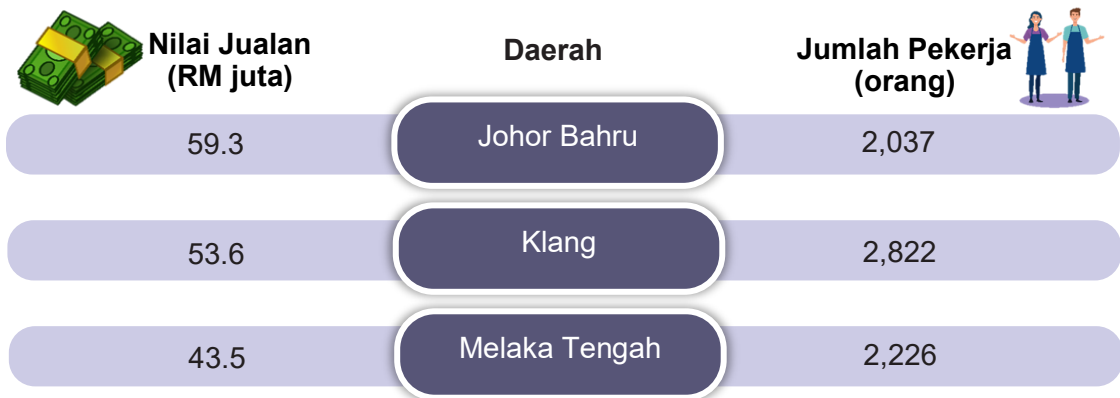 Nilai Jualan
(RM juta)
Daerah
Jumlah Pekerja
(orang)
59.3 Johor Bahru 2,037
53.6 Klang 2,822
43.5 Melaka Tengah 2,226